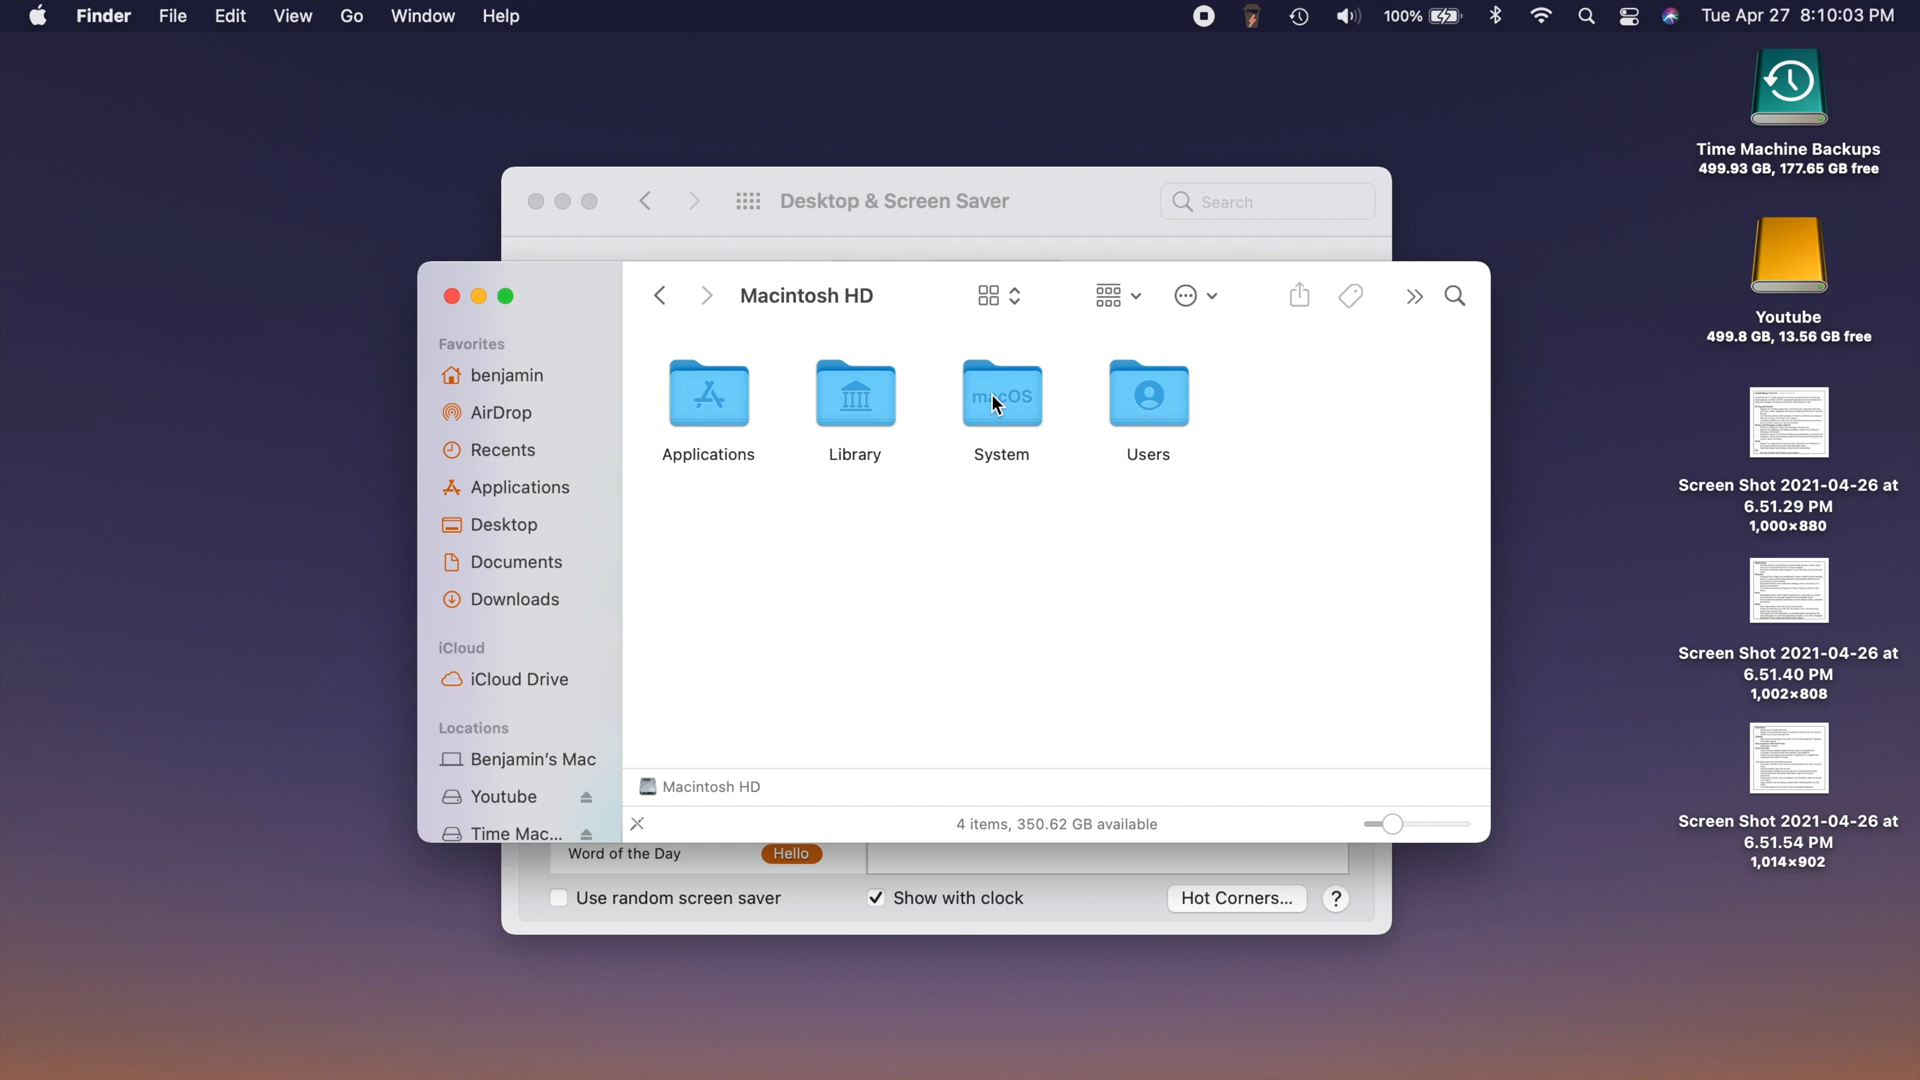 Finder File Edit View Go Window Help
100% Tue Apr 27 8:10:03 PM
Time Machine Backups
499.93 GB, 177.65 GB free
Youtube
499.8 GB, 13.56 GB free
Screen Shot 2021-04-26 at
6.51.29 PM
1,000×880
Screen Shot 2021-04-26 at
6.51.40 PM
1,002×808
Screen Shot 2021-04-26 at
6.51.54 PM
1,014×902
Desktop & Screen Saver
Search
Macintosh HD
Favorites
benjamin
AirDrop
Recents
Applications
Desktop
Documents
Downloads
iCloud
iCloud Drive
Locations
Benjamin's Mac
Youtube
Time Mac...
macOS
Applications Library System Users
Macintosh HD
4 items, 350.62 GB available
Word of the Day Hello
Use random screen saver Show with clock Hot Corners... ?